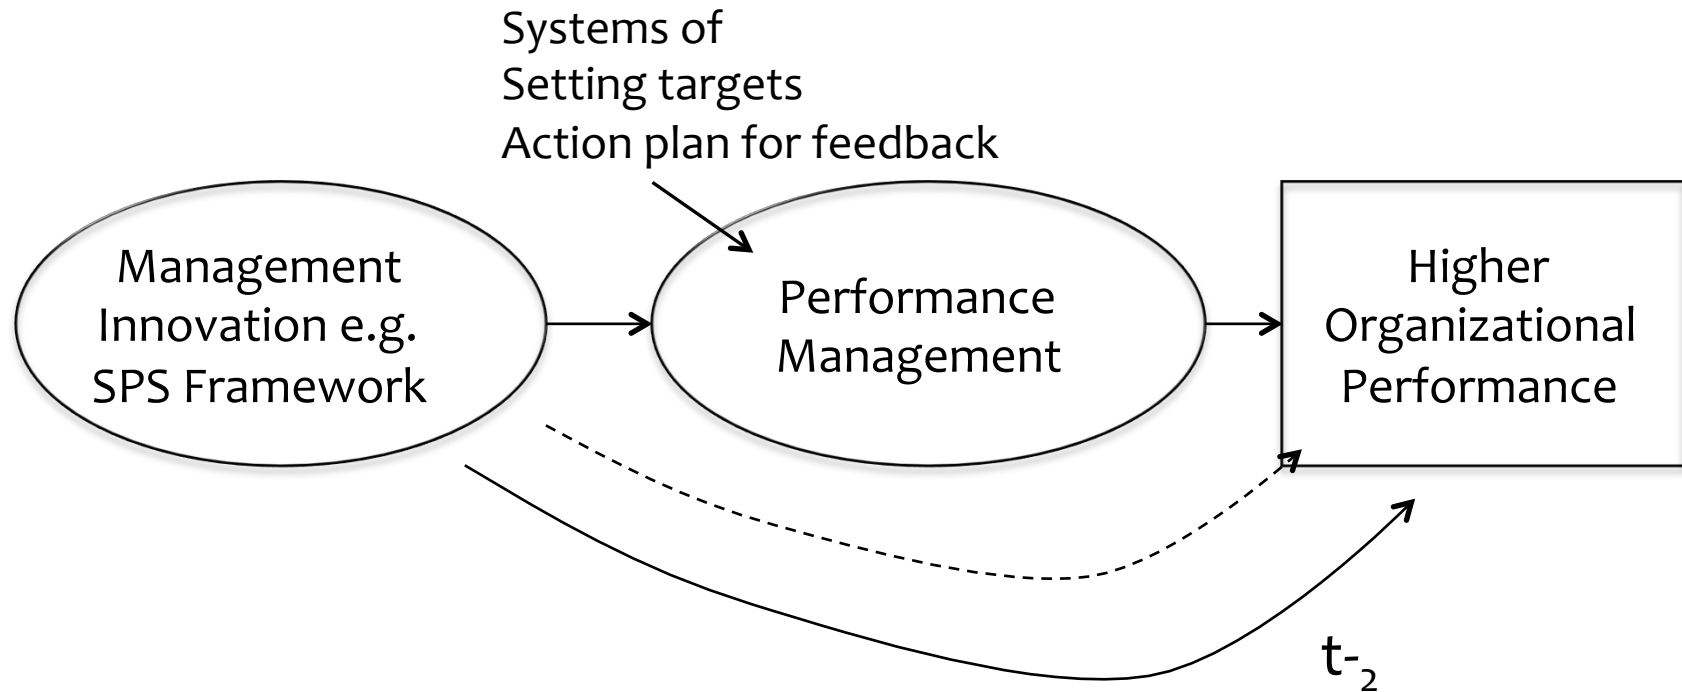 Systems of
Setting targets
Action plan for feedback
Management
Innovation e.g.
SPS Framework
Performance
Management
Higher
Organizational
Performance
t-₂